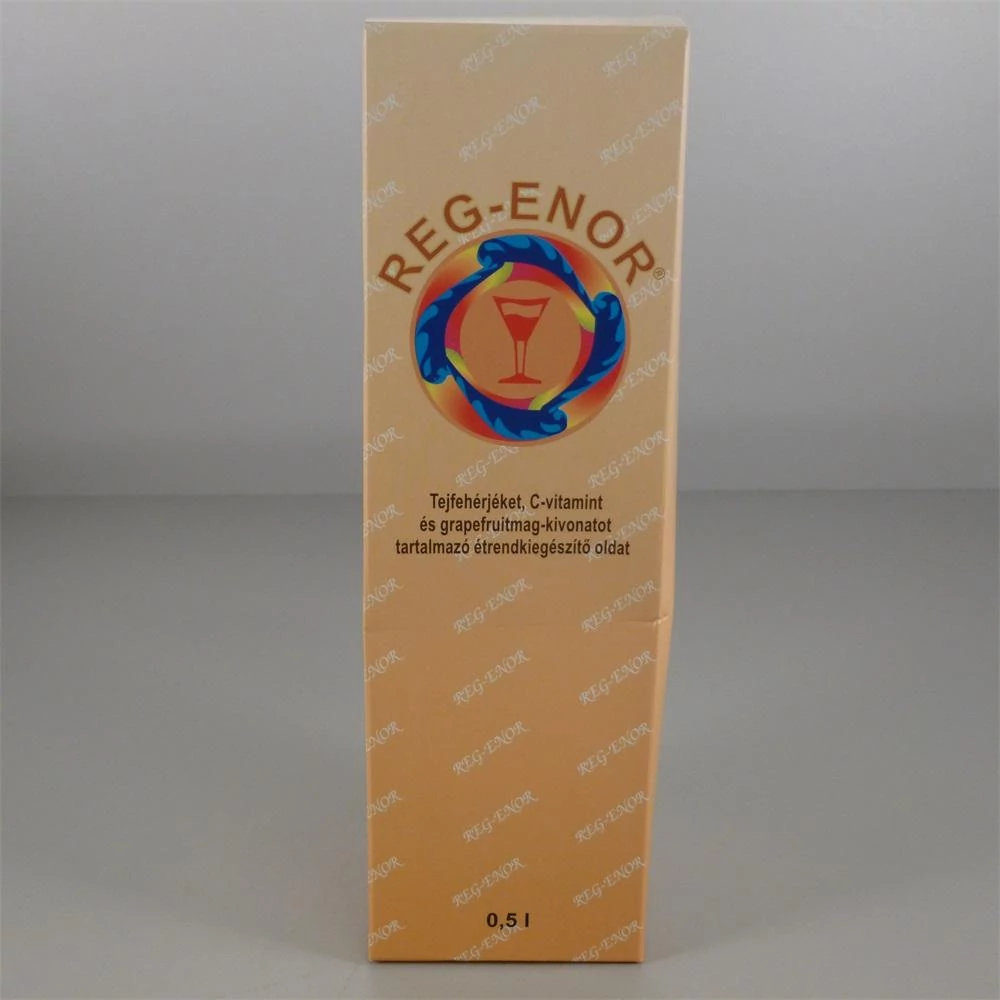 REG-ENOR®
Tejfehérjéket, C-vitamint
és grapefruitmag-kivonatot
tartalmazó étrendkiegészítő oldat
0,5 l